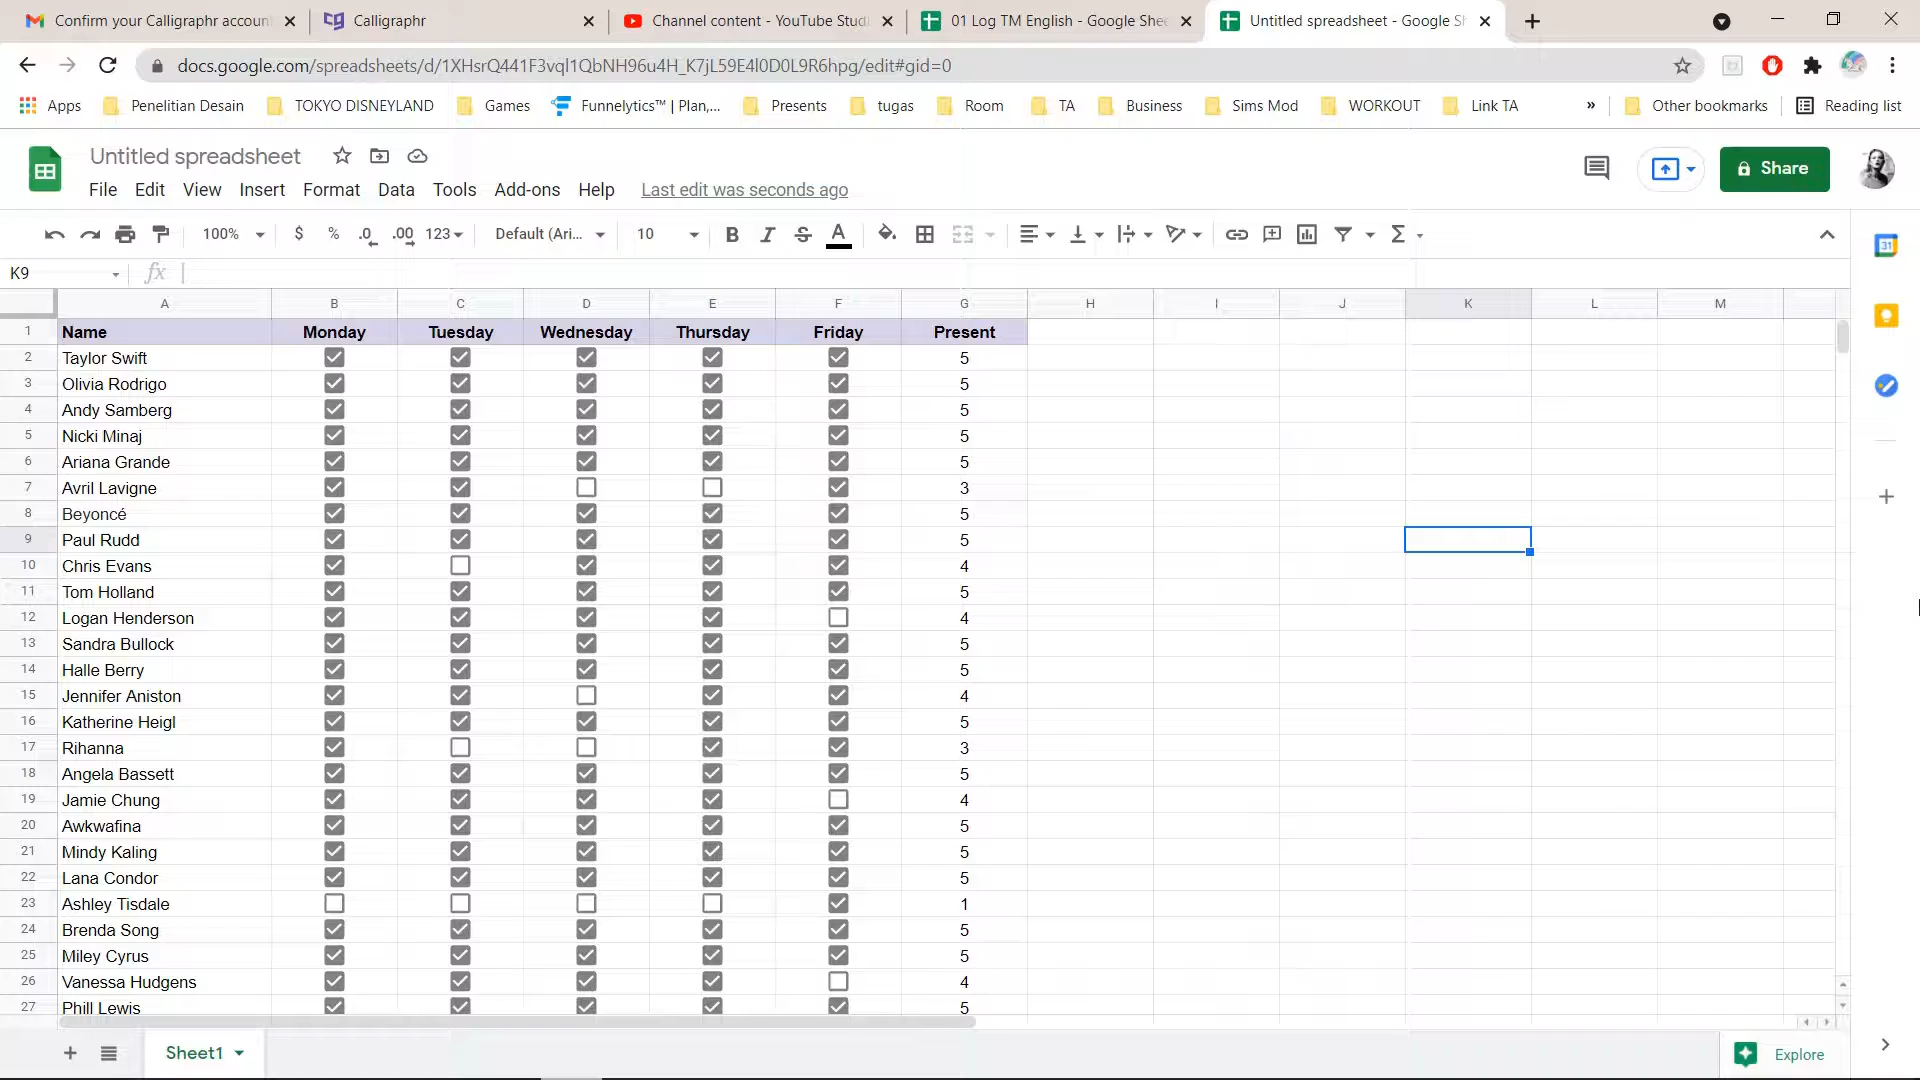 Confirm your Calligraphr accoun
Calligraphr
Channel content - YouTube Stud
01 Log TM English - Google Shee
Untitled spreadsheet - Google Sh
docs.google.com/spreadsheets/d/1XHsrQ441F3vql1QbNH96u4H_K7jL59E4l0D0L9R6hpg/edit#gid=0
Apps Penelitian Desain TOKYO DISNEYLAND Games Funnelytics™ | Plan,... Presents tugas Room TA Business Sims Mod WORKOUT Link TA » Other bookmarks Reading list
Untitled spreadsheet
File Edit View Insert Format Data Tools Add-ons Help Last edit was seconds ago
Share
100% $ % .0 .00 123 Default (Ari... 10 B I S A Σ
31
K9 fx
A B C D E F G H I J K L M
1 Name Monday Tuesday Wednesday Thursday Friday Present
2 Taylor Swift 5
3 Olivia Rodrigo 5
4 Andy Samberg 5
5 Nicki Minaj 5
6 Ariana Grande 5
7 Avril Lavigne 3
8 Beyoncé 5
9 Paul Rudd 5
10 Chris Evans 4
11 Tom Holland 5
12 Logan Henderson 4
13 Sandra Bullock 5
14 Halle Berry 5
15 Jennifer Aniston 4
16 Katherine Heigl 5
17 Rihanna 3
18 Angela Bassett 5
19 Jamie Chung 4
20 Awkwafina 5
21 Mindy Kaling 5
22 Lana Condor 5
23 Ashley Tisdale 1
24 Brenda Song 5
25 Miley Cyrus 5
26 Vanessa Hudgens 4
27 Phill Lewis 5
Sheet1
Explore